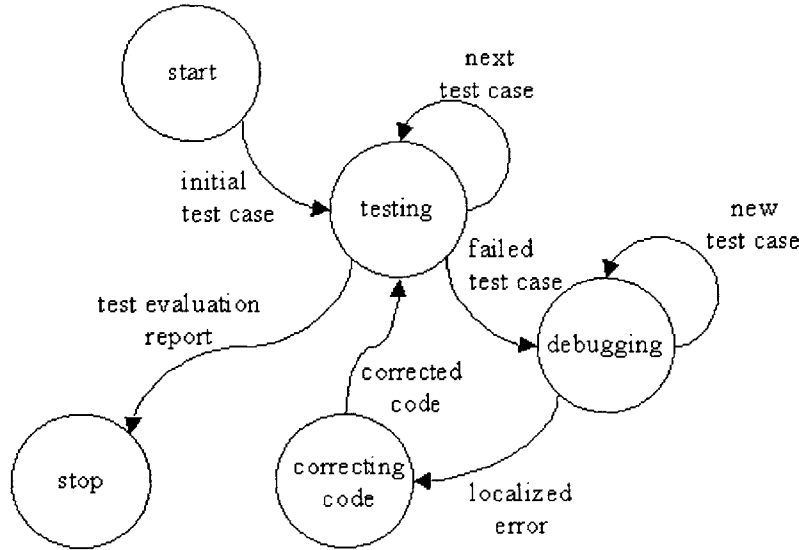 start
next
test case
initial
test case
testing
new
test case
failed
test case
test evaluation
report
debugging
corrected
code
correcting
code
stop
localized
error